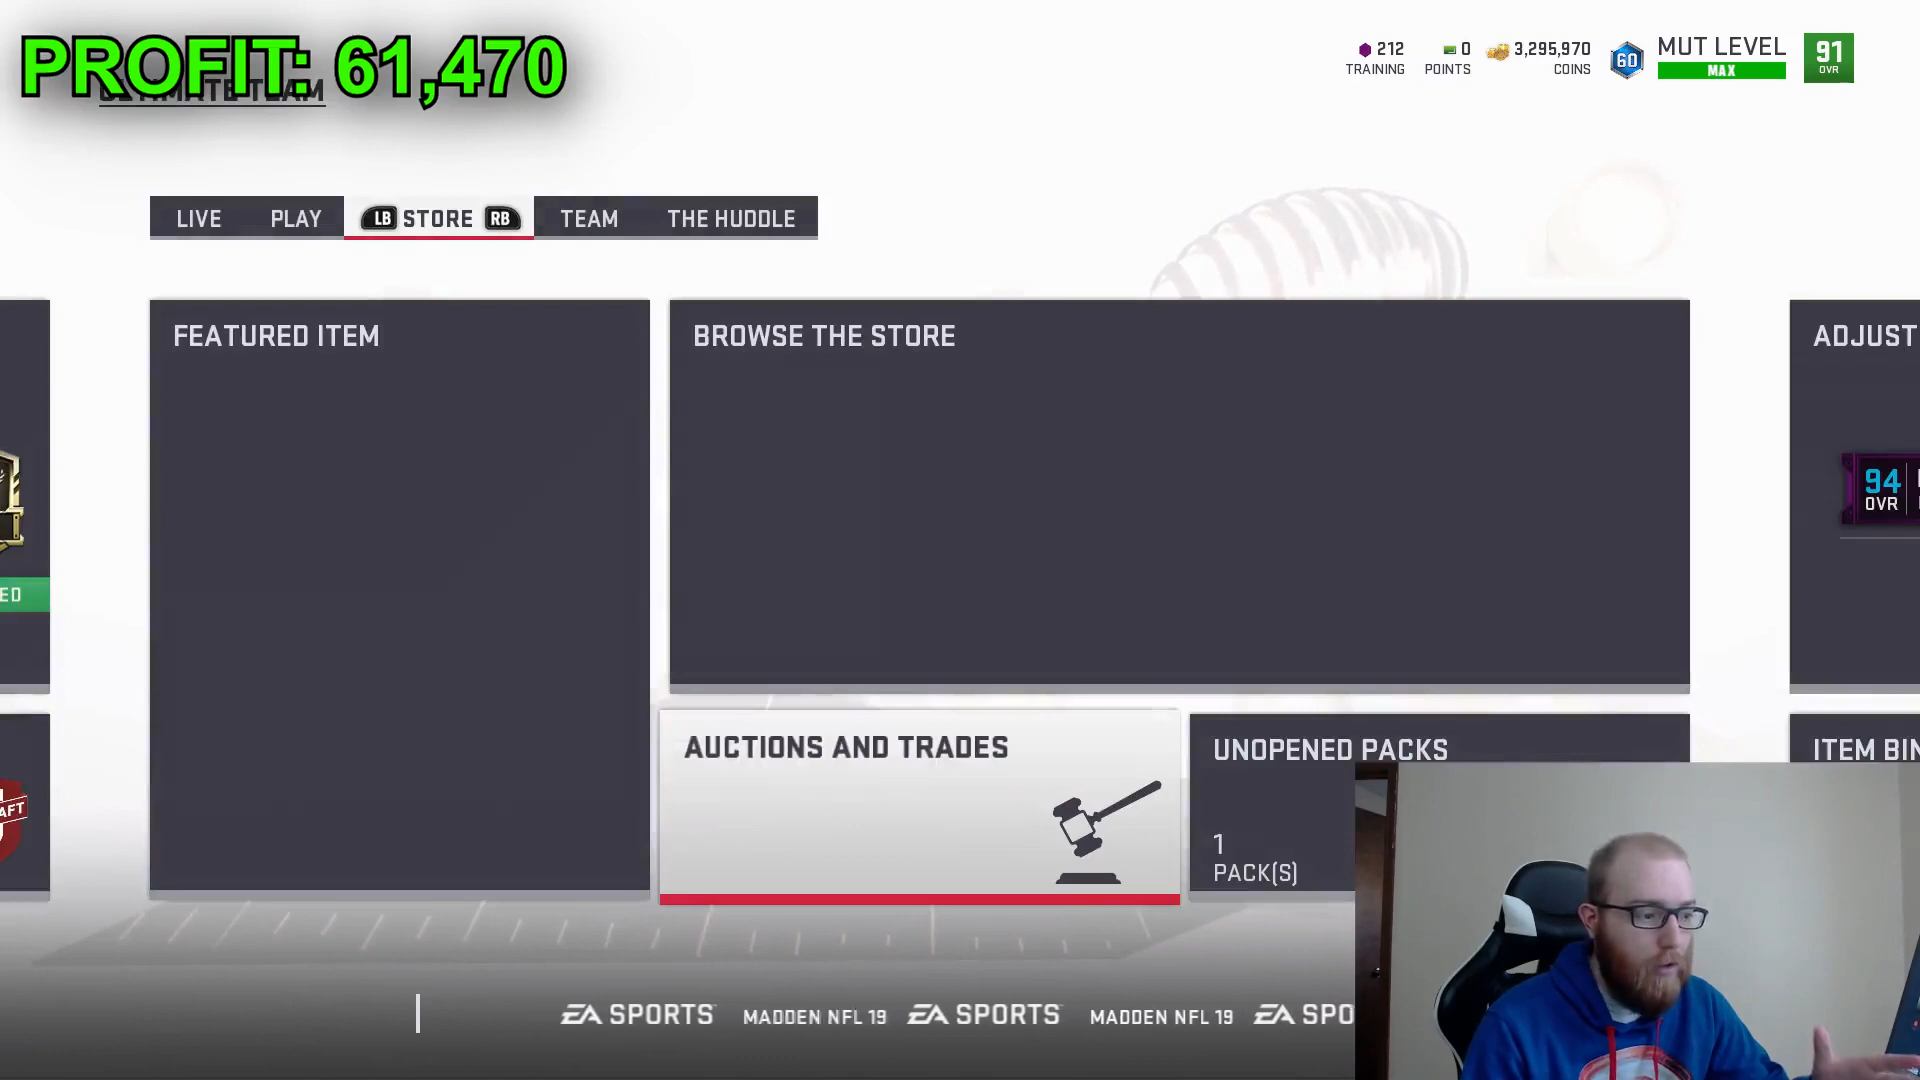 PROFIT: 61,470
ULTIMATE TEAM
212
TRAINING
0
POINTS
3,295,970
COINS
60
MUT LEVEL
MAX
91
OVR
LIVE
PLAY
LB STORE RB
TEAM
THE HUDDLE
FEATURED ITEM
BROWSE THE STORE
ADJUST
94
OVR
ED
AUCTIONS AND TRADES
UNOPENED PACKS
1
PACK(S)
ITEM BIN
AFT
EA SPORTS MADDEN NFL 19 EA SPORTS MADDEN NFL 19 EA SPO